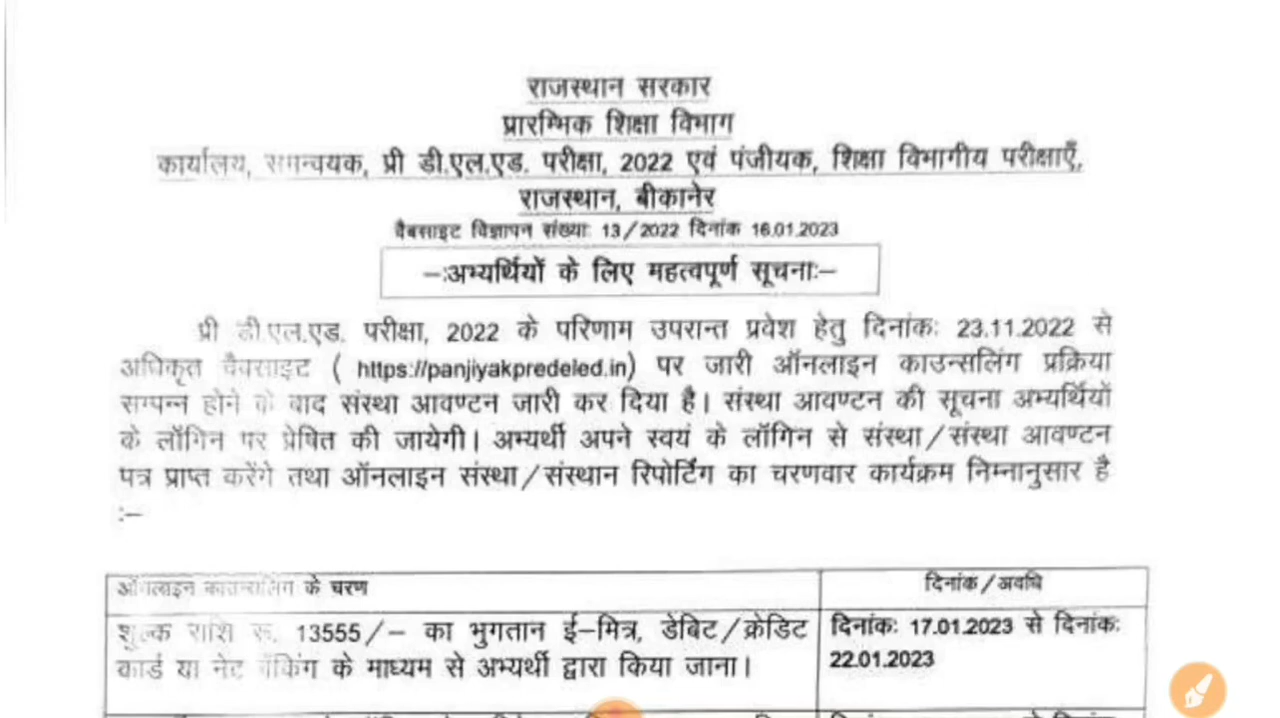 राजस्थान सरकार
प्रारम्भिक शिक्षा विभाग
कार्यालय, समन्वयक, प्री डी.एल.एड. परीक्षा, 2022 एवं पंजीयक, शिक्षा विभागीय परीक्षाएँ,
राजस्थान, बीकानेर
वैबसाइट विज्ञापन संख्याः 13/2022 दिनांक 16.01.2023
–:अभ्यर्थियों के लिए महत्वपूर्ण सूचनाः–
प्री डी.एल.एड. परीक्षा, 2022 के परिणाम उपरान्त प्रवेश हेतु दिनांकः 23.11.2022 से
अधिकृत वैबसाइट ( https://panjiyakpredeled.in) पर जारी ऑनलाइन काउन्सलिंग प्रक्रिया
सम्पन्न होने के बाद संस्था आवण्टन जारी कर दिया है। संस्था आवण्टन की सूचना अभ्यर्थियों
के लॉगिन पर प्रेषित की जायेगी। अभ्यर्थी अपने स्वयं के लॉगिन से संस्था/संस्था आवण्टन
पत्र प्राप्त करेंगे तथा ऑनलाइन संस्था/संस्थान रिपोर्टिंग का चरणवार कार्यक्रम निम्नानुसार है
:–
ऑनलाइन काउन्सलिंग के चरण दिनांक/अवधि
शुल्क राशि रू. 13555/– का भुगतान ई–मित्र, डेबिट/क्रेडिट दिनांकः 17.01.2023 से दिनांकः
कार्ड या नेट बैंकिंग के माध्यम से अभ्यर्थी द्वारा किया जाना। 22.01.2023